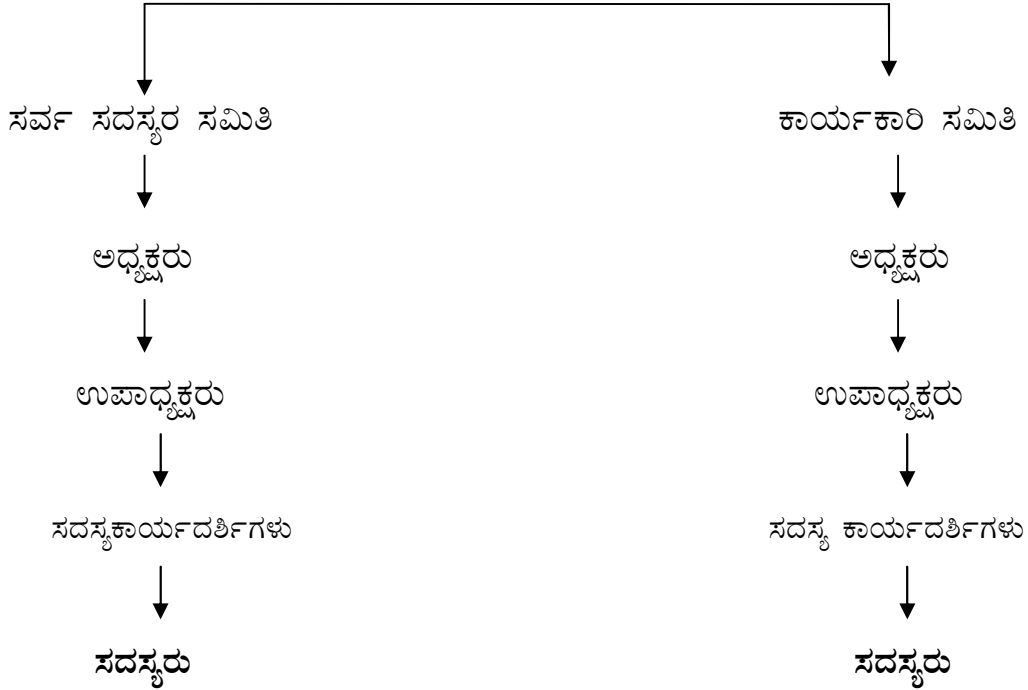 ಸರ್ವ ಸದಸ್ಯರ ಸಮಿತಿ ಕಾರ್ಯಕಾರಿ ಸಮಿತಿ
ಅಧ್ಯಕ್ಷರು ಅಧ್ಯಕ್ಷರು
ಉಪಾಧ್ಯಕ್ಷರು ಉಪಾಧ್ಯಕ್ಷರು
ಸದಸ್ಯಕಾರ್ಯದರ್ಶಿಗಳು ಸದಸ್ಯ ಕಾರ್ಯದರ್ಶಿಗಳು
ಸದಸ್ಯರು ಸದಸ್ಯರು